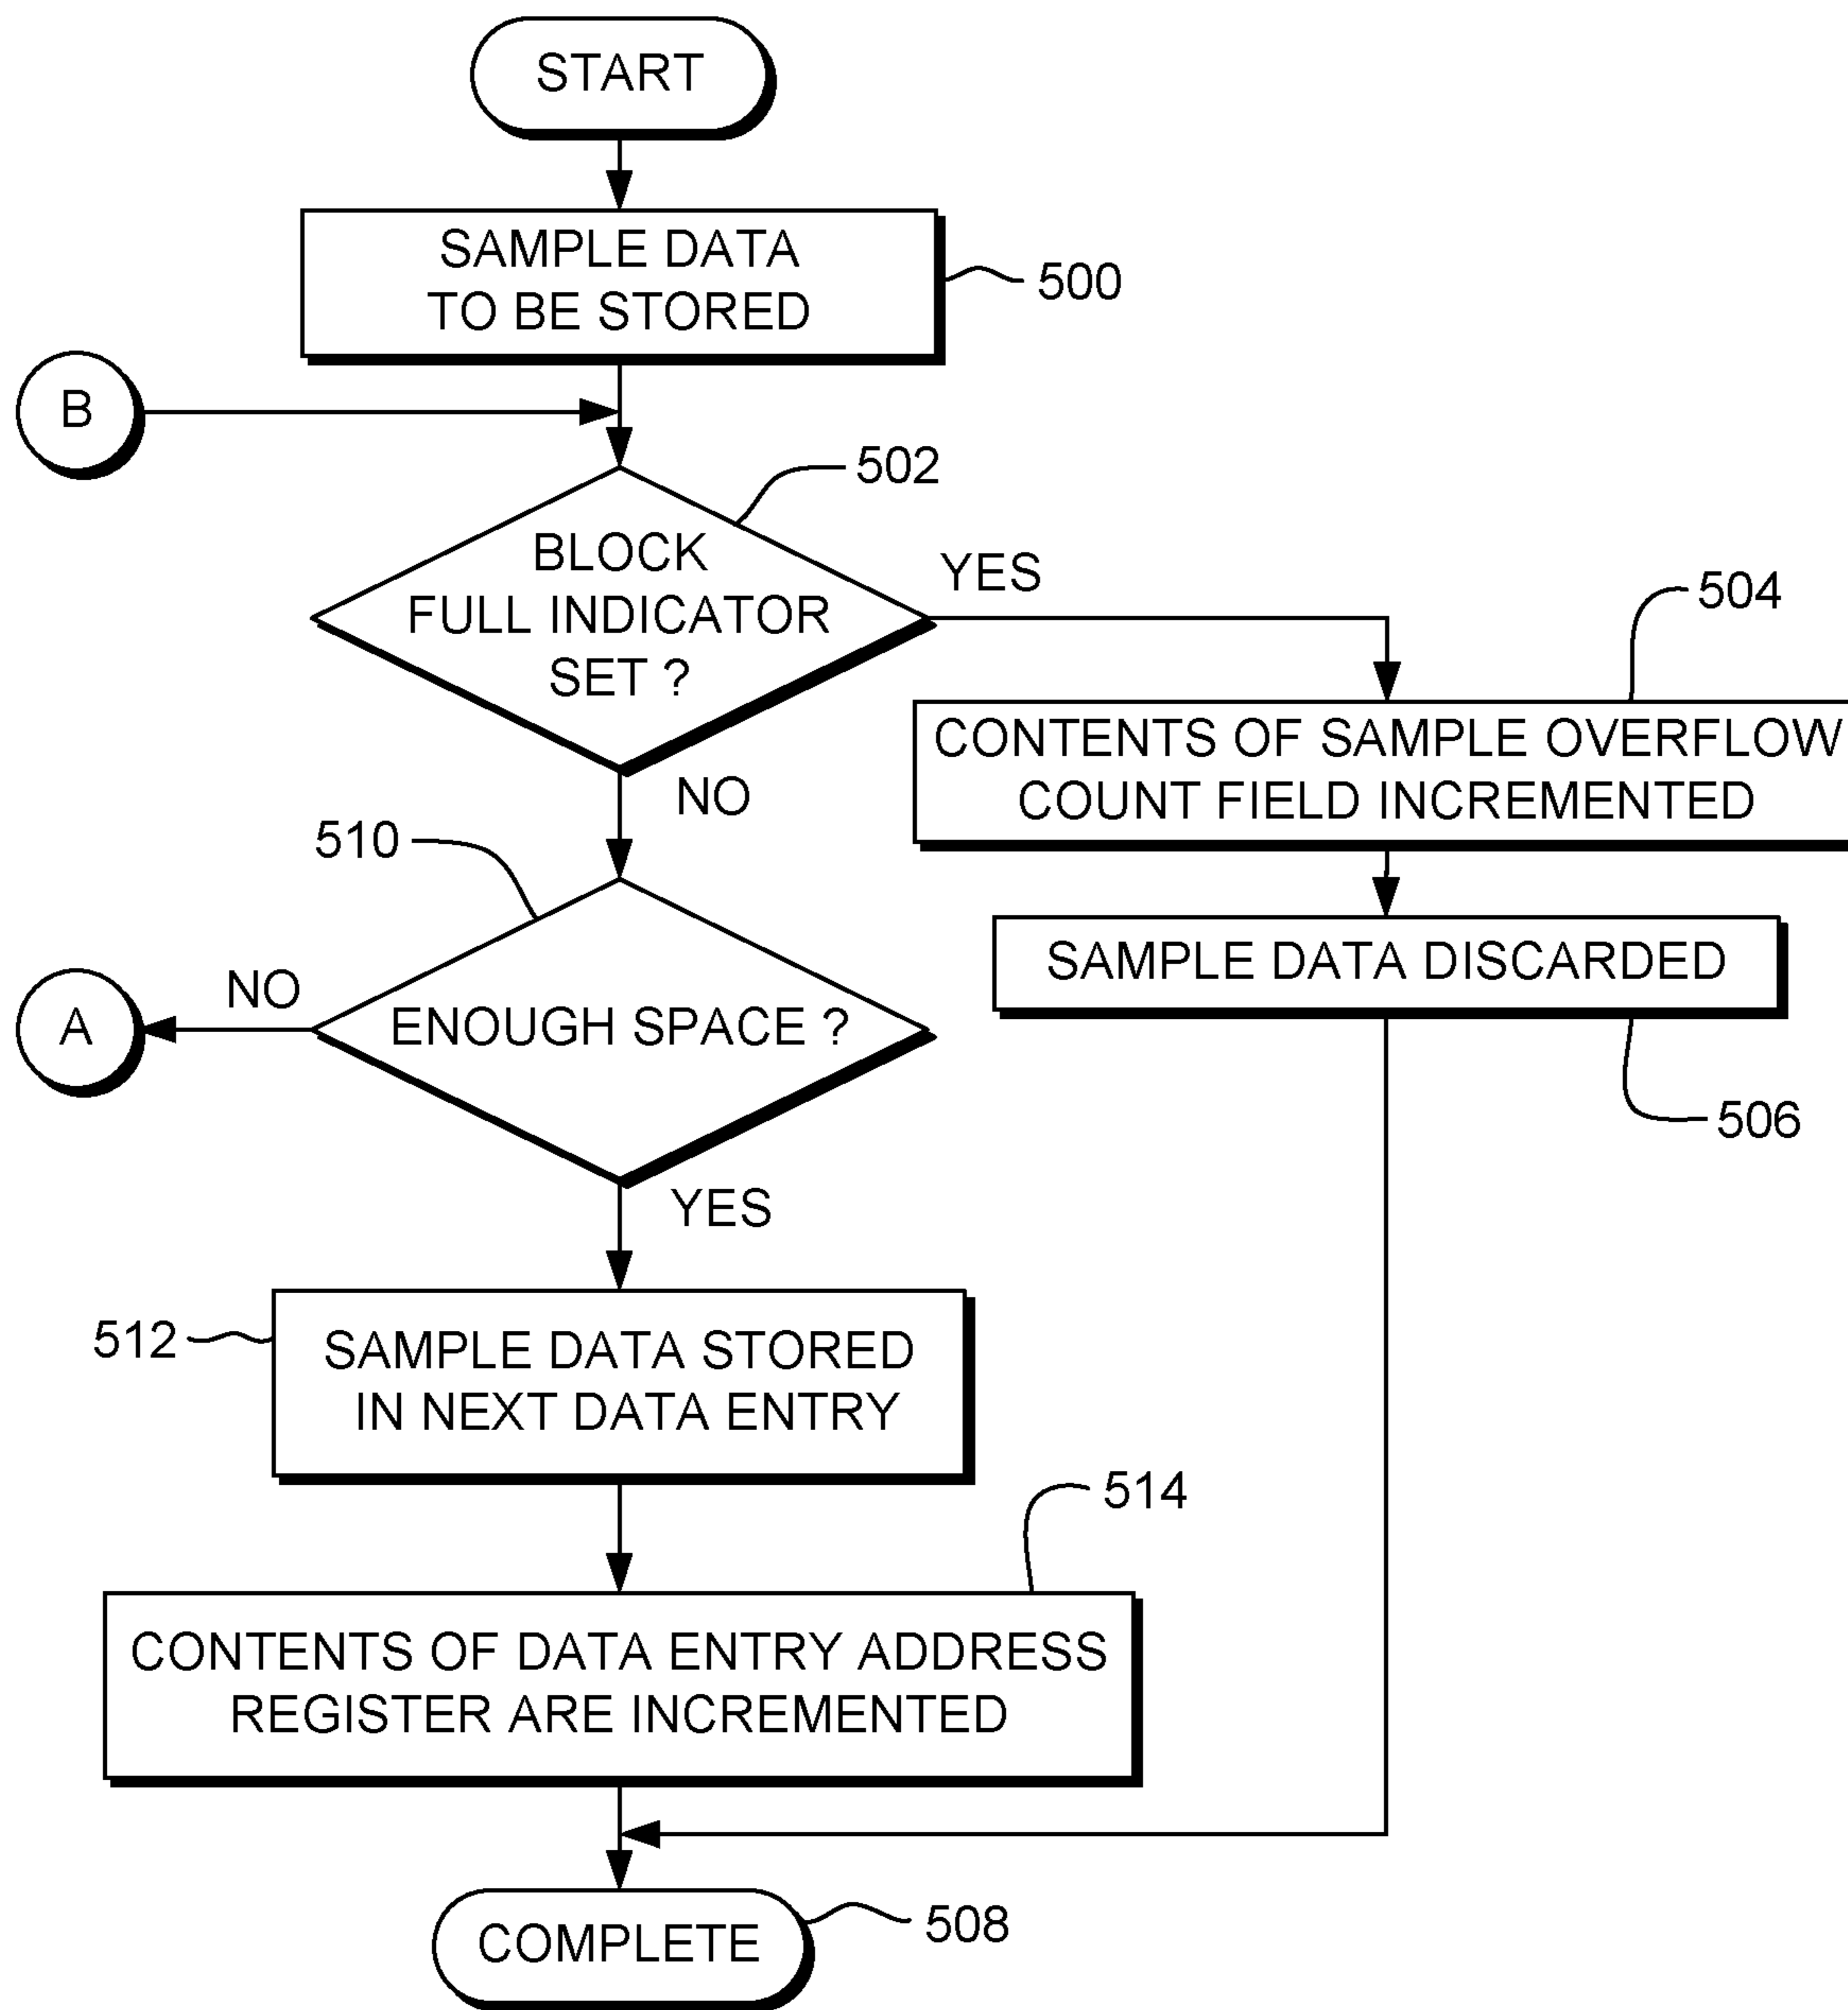 START
SAMPLE DATA
TO BE STORED
500
B
502
BLOCK
FULL INDICATOR
SET ?
YES
504
CONTENTS OF SAMPLE OVERFLOW
COUNT FIELD INCREMENTED
NO
510
SAMPLE DATA DISCARDED
506
NO
A
ENOUGH SPACE ?
YES
512
SAMPLE DATA STORED
IN NEXT DATA ENTRY
514
CONTENTS OF DATA ENTRY ADDRESS
REGISTER ARE INCREMENTED
COMPLETE
508